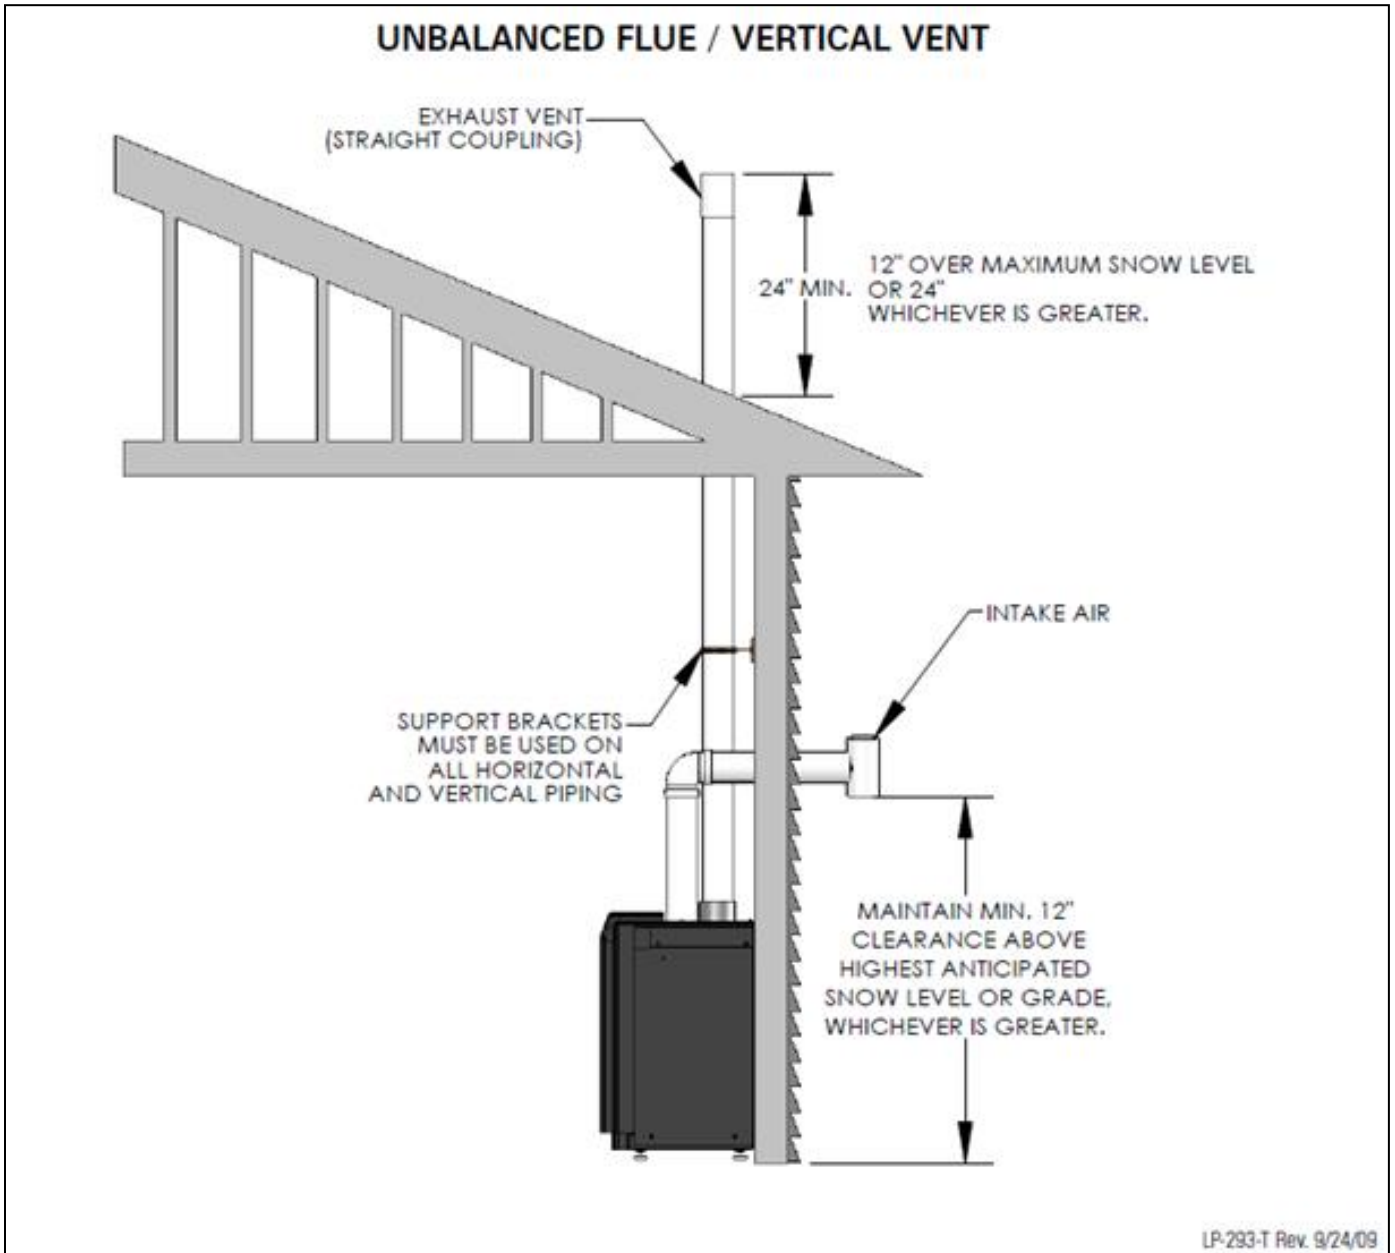 UNBALANCED FLUE / VERTICAL VENT
EXHAUST VENT
(STRAIGHT COUPLING)
24" MIN.
12" OVER MAXIMUM SNOW LEVEL
OR 24"
WHICHEVER IS GREATER.
INTAKE AIR
SUPPORT BRACKETS
MUST BE USED ON
ALL HORIZONTAL
AND VERTICAL PIPING
MAINTAIN MIN. 12"
CLEARANCE ABOVE
HIGHEST ANTICIPATED
SNOW LEVEL OR GRADE,
WHICHEVER IS GREATER.
LP-293-T Rev. 9/24/09